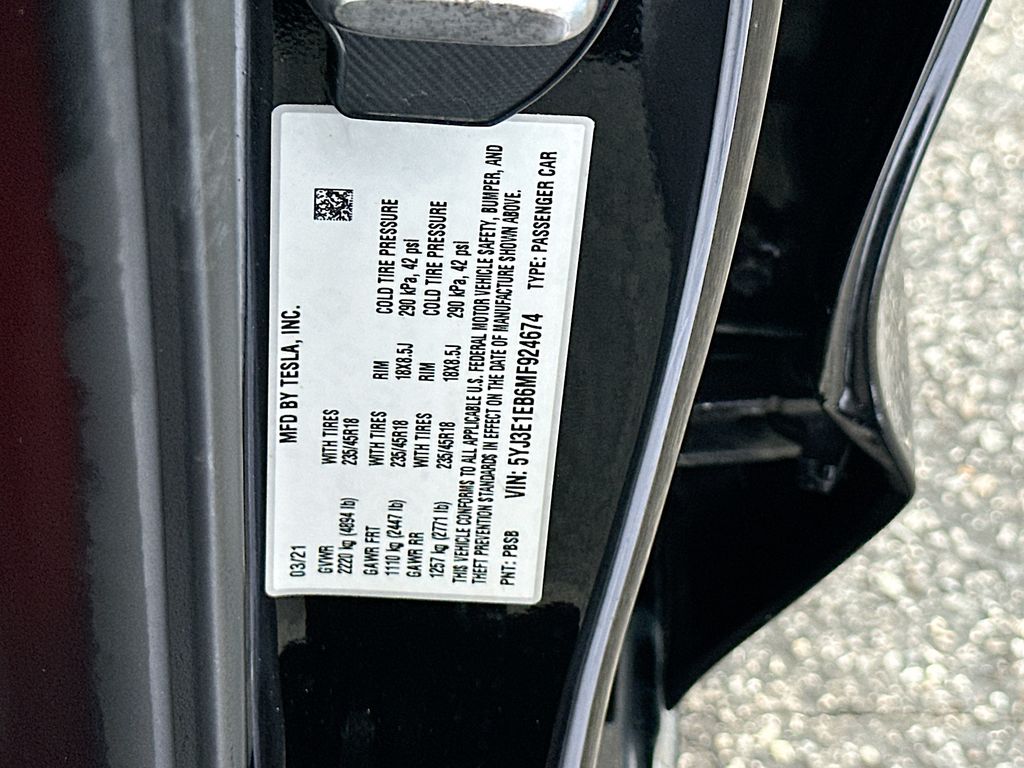 MFD BY TESLA, INC.
03/21
GVWR WITH TIRES
2220 kg (4894 lb) 235/45R18
GAWR FRT WITH TIRES RIM COLD TIRE PRESSURE
1110 kg (2447 lb) 235/45R18 18X8.5J 290 kPa, 42 psi
GAWR RR WITH TIRES RIM COLD TIRE PRESSURE
1257 kg (2771 lb) 235/45R18 18X8.5J 290 kPa, 42 psi
THIS VEHICLE CONFORMS TO ALL APPLICABLE U.S. FEDERAL MOTOR VEHICLE SAFETY, BUMPER, AND
THEFT PREVENTION STANDARDS IN EFFECT ON THE DATE OF MANUFACTURE SHOWN ABOVE.
PNT: PBSB VIN: 5YJ3E1EB6MF924674 TYPE: PASSENGER CAR